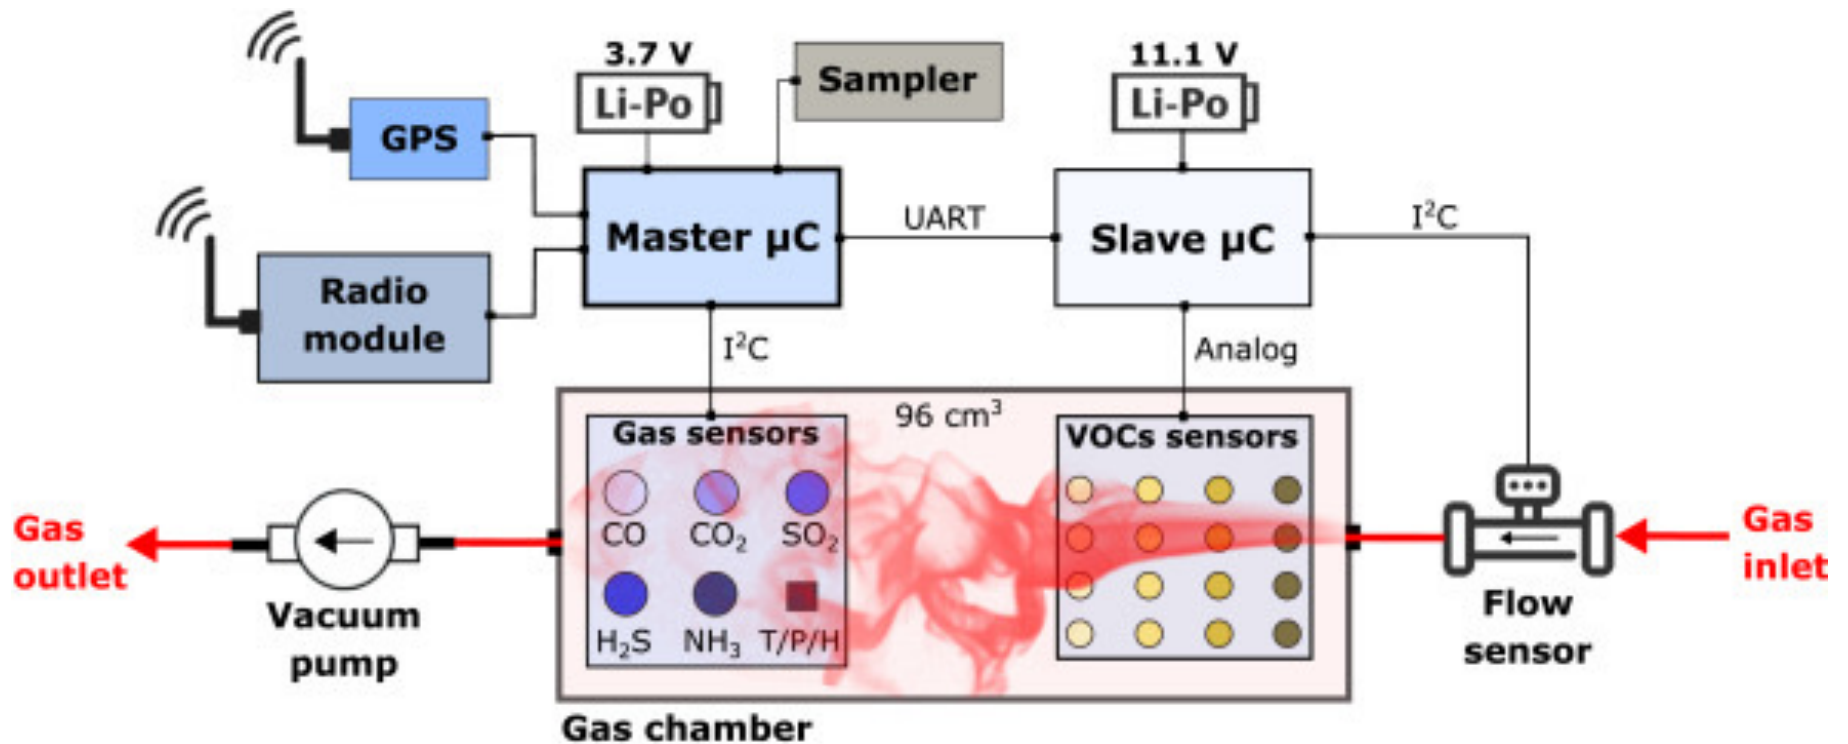 3.7 V
Li-Po
Sampler
11.1 V
Li-Po
GPS
Radio
module
Master µC
UART
Slave µC
I²C
I²C
Analog
96 cm³
Gas sensors
CO
CO₂
SO₂
H₂S
NH₃
T/P/H
VOCs sensors
Gas
outlet
Vacuum
pump
Gas chamber
Flow
sensor
Gas
inlet